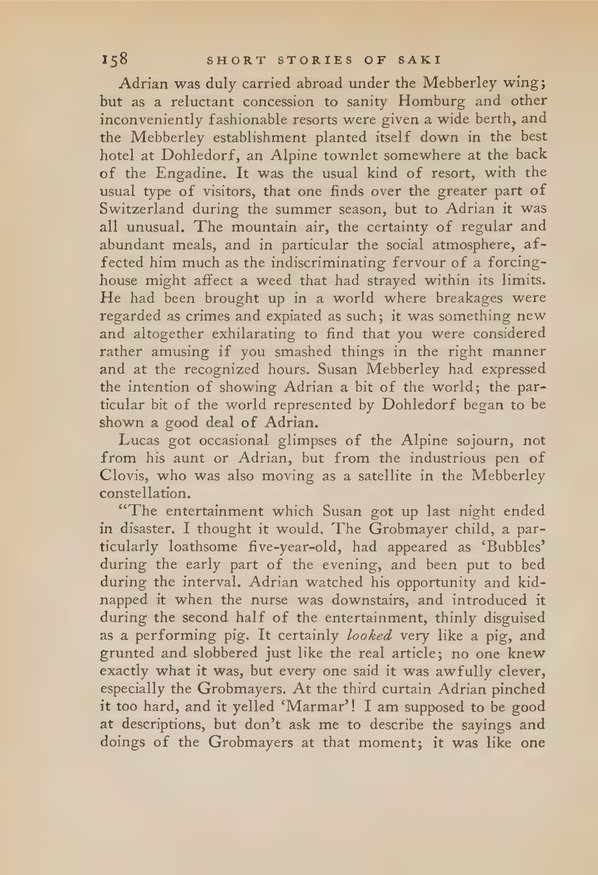 158 SHORT STORIES OF SAKI
Adrian was duly carried abroad under the Mebberley wing;
but as a reluctant concession to sanity Homburg and other
inconveniently fashionable resorts were given a wide berth, and
the Mebberley establishment planted itself down in the best
hotel at Dohledorf, an Alpine townlet somewhere at the back
of the Engadine. It was the usual kind of resort, with the
usual type of visitors, that one finds over the greater part of
Switzerland during the summer season, but to Adrian it was
all unusual. The mountain air, the certainty of regular and
abundant meals, and in particular the social atmosphere, af-
fected him much as the indiscriminating fervour of a forcing-
house might affect a weed that had strayed within its limits.
He had been brought up in a world where breakages were
regarded as crimes and expiated as such; it was something new
and altogether exhilarating to find that you were considered
rather amusing if you smashed things in the right manner
and at the recognized hours. Susan Mebberley had expressed
the intention of showing Adrian a bit of the world; the par-
ticular bit of the world represented by Dohledorf began to be
shown a good deal of Adrian.
Lucas got occasional glimpses of the Alpine sojourn, not
from his aunt or Adrian, but from the industrious pen of
Clovis, who was also moving as a satellite in the Mebberley
constellation.
“The entertainment which Susan got up last night ended
in disaster. I thought it would. The Grobmayer child, a par-
ticularly loathsome five-year-old, had appeared as ‘Bubbles’
during the early part of the evening, and been put to bed
during the interval. Adrian watched his opportunity and kid-
napped it when the nurse was downstairs, and introduced it
during the second half of the entertainment, thinly disguised
as a performing pig. It certainly looked very like a pig, and
grunted and slobbered just like the real article; no one knew
exactly what it was, but every one said it was awfully clever,
especially the Grobmayers. At the third curtain Adrian pinched
it too hard, and it yelled ‘Marmar’! I am supposed to be good
at descriptions, but don’t ask me to describe the sayings and
doings of the Grobmayers at that moment; it was like one